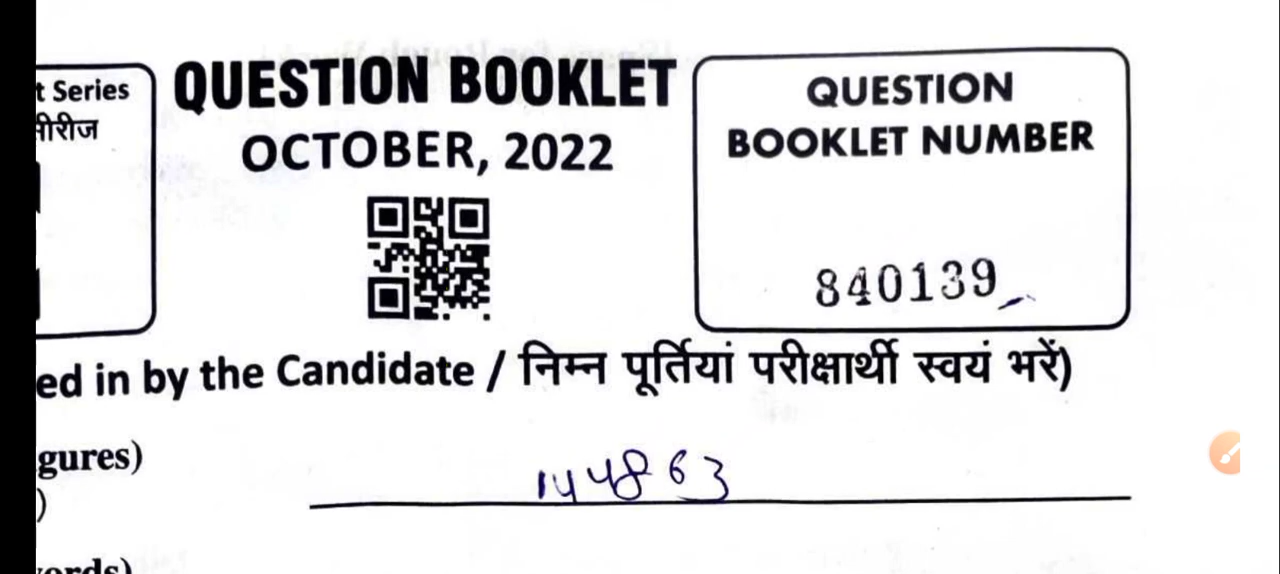 t Series
सीरीज
QUESTION BOOKLET
OCTOBER, 2022
QUESTION
BOOKLET NUMBER
840139
ed in by the Candidate / निम्न पूर्तियां परीक्षार्थी स्वयं भरें)
gures)
144863
)
ords)